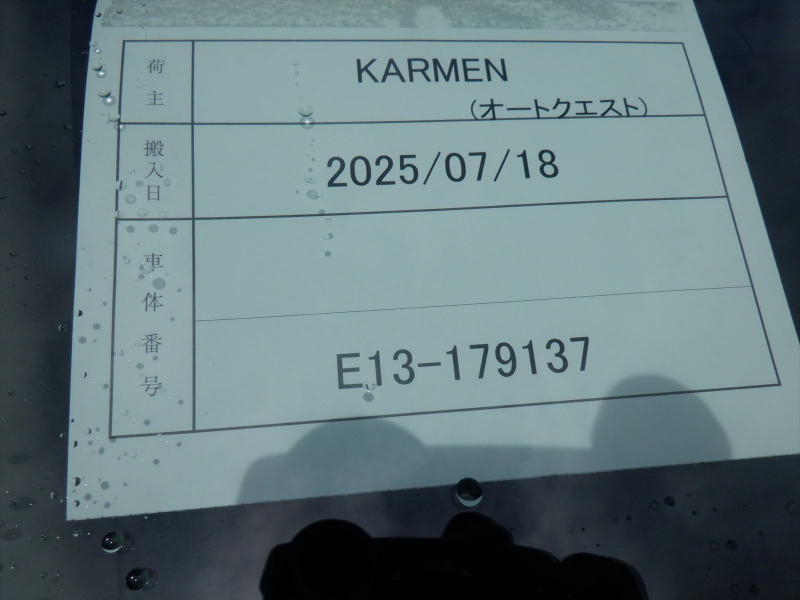 荷主
KARMEN
(オートクエスト)
搬入日
2025/07/18
車体番号
E13-179137